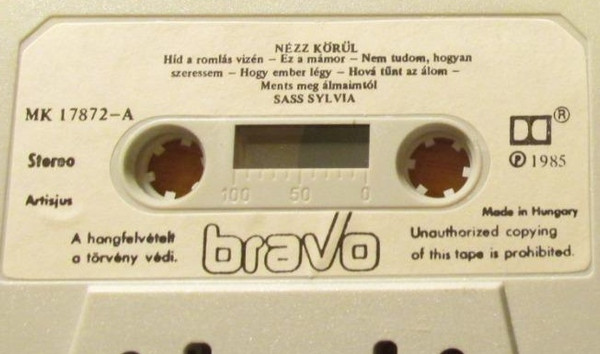 NÉZZ KÖRÜL
Híd a romlás vizén – Ez a mámor – Nem tudom, hogyan
szeressem – Hogy ember légy – Hová tűnt az álom –
Ments meg álmaimtól
SASS SYLVIA
MK 17872–A
Stereo
Artisjus
® 
℗ 1985
100 50 0
Made in Hungary
A hangfelvételt
a törvény védi.
bravo
Unauthorized copying
of this tape is prohibited.